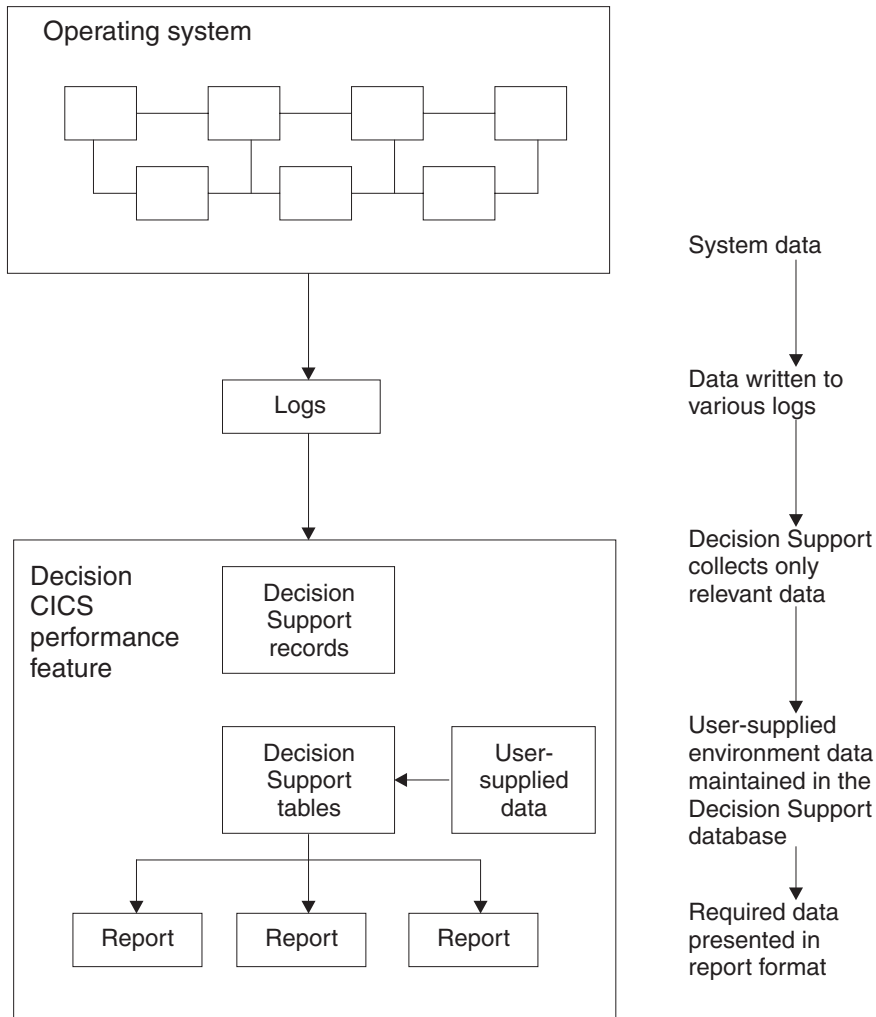 Operating system
System data
Logs
Data written to
various logs
Decision
CICS
performance
feature
Decision
Support
records
Decision Support
collects only
relevant data
Decision
Support
tables
User-
supplied
data
User-supplied
environment data
maintained in the
Decision Support
database
Report
Report
Report
Required data
presented in
report format